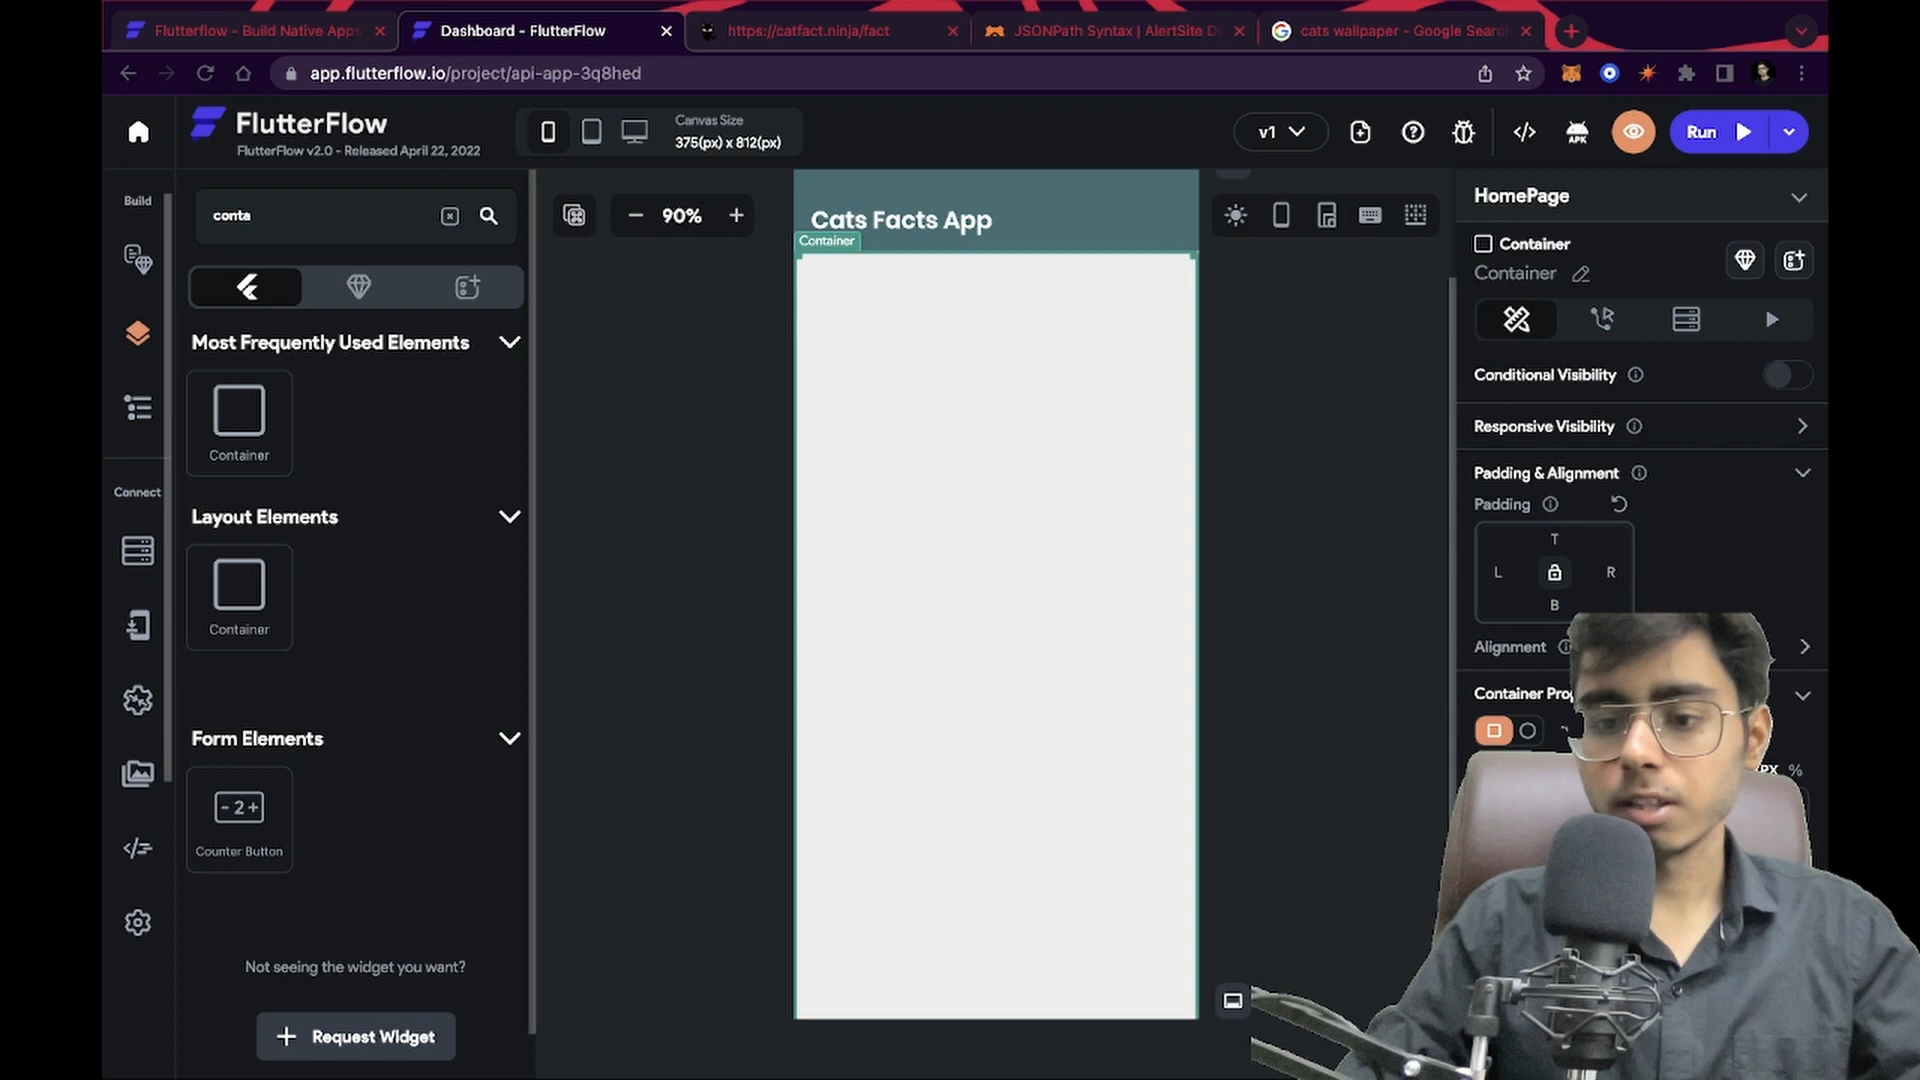 Flutterflow - Build Native Apps
Dashboard - FlutterFlow
https://catfact.ninja/fact
JSONPath Syntax | AlertSite D
cats wallpaper - Google Searc
app.flutterflow.io/project/api-app-3q8hed
FlutterFlow
FlutterFlow v2.0 - Released April 22, 2022
Canvas Size
375(px) x 812(px)
v1
APK
Run
Build
conta
90%
Cats Facts App
Container
HomePage
Container
Container
Most Frequently Used Elements
Container
Conditional Visibility
Responsive Visibility
Padding & Alignment
Padding
T
L
R
B
Connect
Layout Elements
Container
Alignment
Container Pro
PX %
Form Elements
- 2 +
Counter Button
Not seeing the widget you want?
+ Request Widget